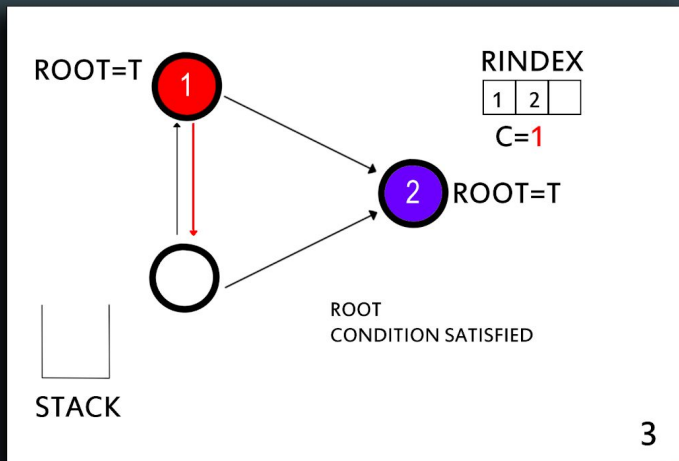 ROOT=T
1
RINDEX
1 2
C=1
2
ROOT=T
ROOT
CONDITION SATISFIED
STACK
3